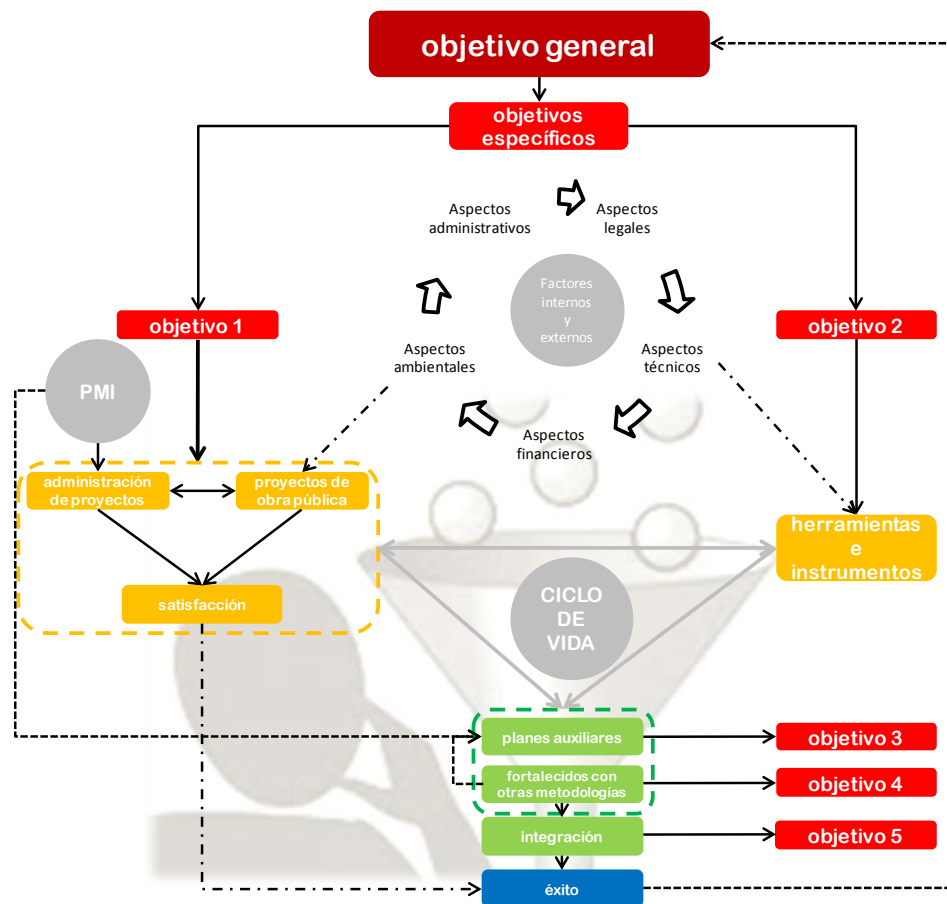 objetivo general
objetivos
específicos
Aspectos
administrativos
Aspectos
legales
Factores
internos
y
externos
objetivo 1
objetivo 2
Aspectos
ambientales
Aspectos
técnicos
PMI
Aspectos
financieros
administración
de proyectos
proyectos de
obra pública
herramientas
e
instrumentos
satisfacción
CICLO
DE
VIDA
planes auxiliares
objetivo 3
fortalecidos con
otras metodologías
objetivo 4
integración
objetivo 5
éxito